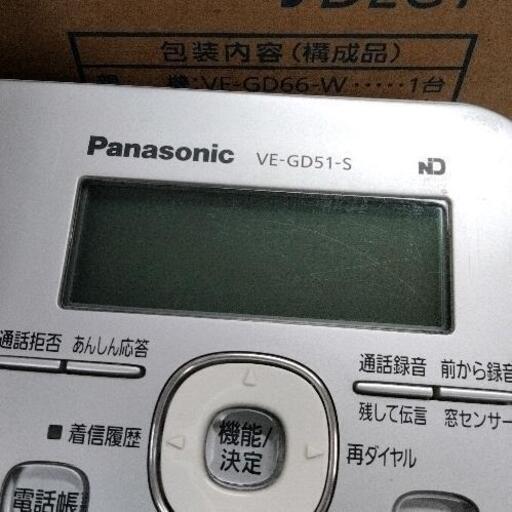 包装内容(構成品)
機:VE-GD66-W·····1台
Panasonic VE-GD51-S ND
通話拒否 あんしん応答
通話録音 前から録音
残して伝言 窓センサー
■着信履歴
機能/
決定
再ダイヤル
電話帳